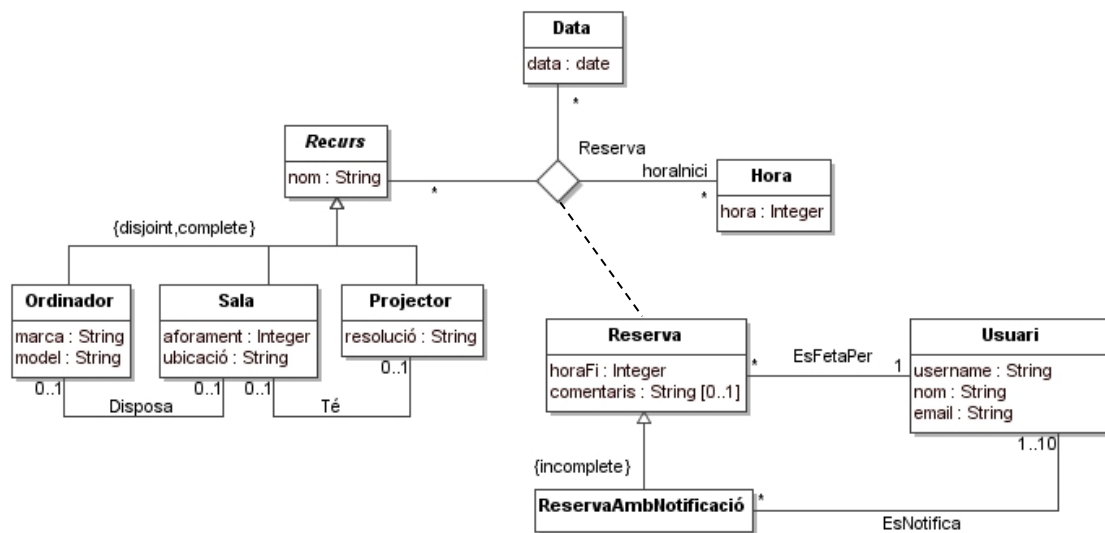 Data
data : date
*
Reserva
Recurs
nom : String
*
horaInici
*
Hora
hora : Integer
{disjoint,complete}
Ordinador
marca : String
model : String
Sala
aforament : Integer
ubicació : String
Projector
resolució : String
0..1
0..1
0..1
0..1
Disposa
Té
Reserva
horaFi : Integer
comentaris : String [0..1]
*
EsFetaPer
1
Usuari
username : String
nom : String
email : String
1..10
{incomplete}
ReservaAmbNotificació
*
EsNotifica